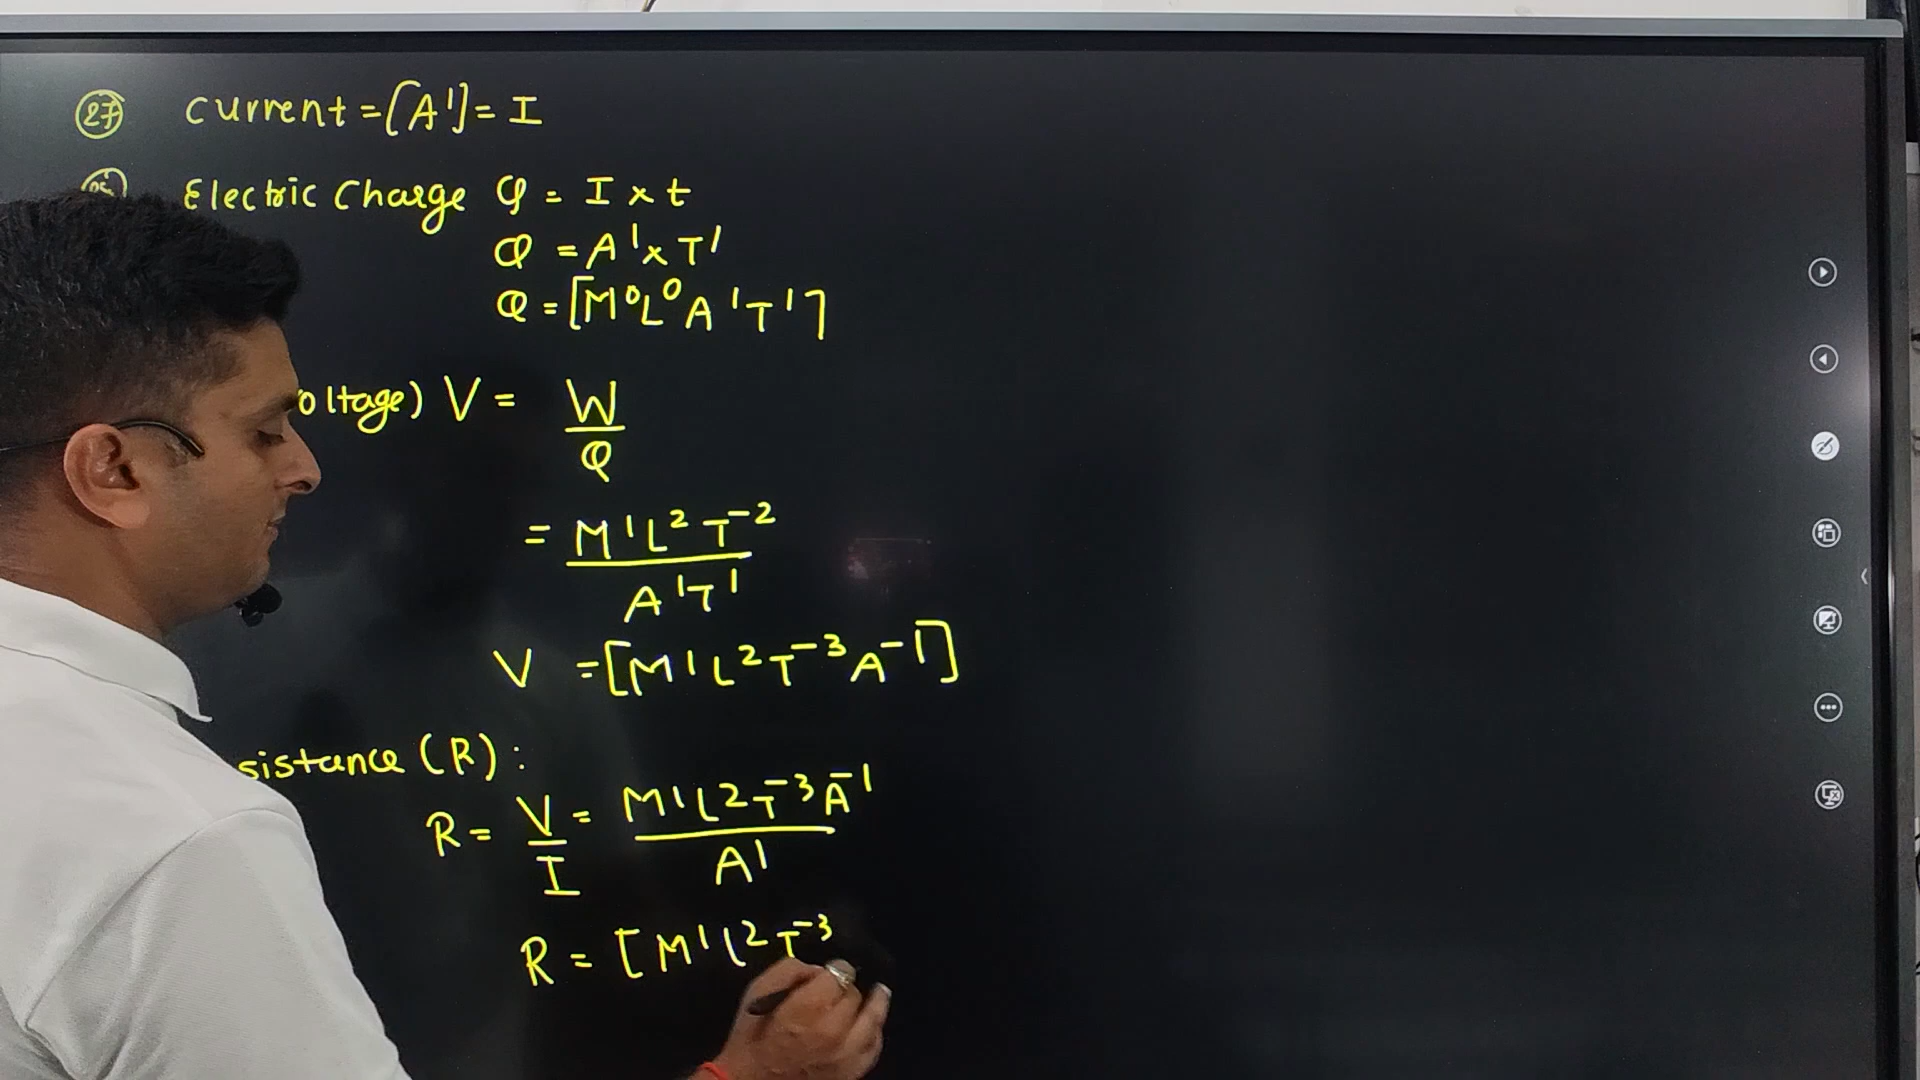 27 Current = [A¹] = I
Electric Charge Q = I × t
Q = A¹ × T¹
Q = [M⁰L⁰A¹T¹]
oltage) V = W/Q
= M¹L²T⁻²/A¹T¹
V = [M¹L²T⁻³A⁻¹]
sistance (R) :
R = V/I = M¹L²T⁻³A⁻¹/A¹
R = [M¹L²T⁻³